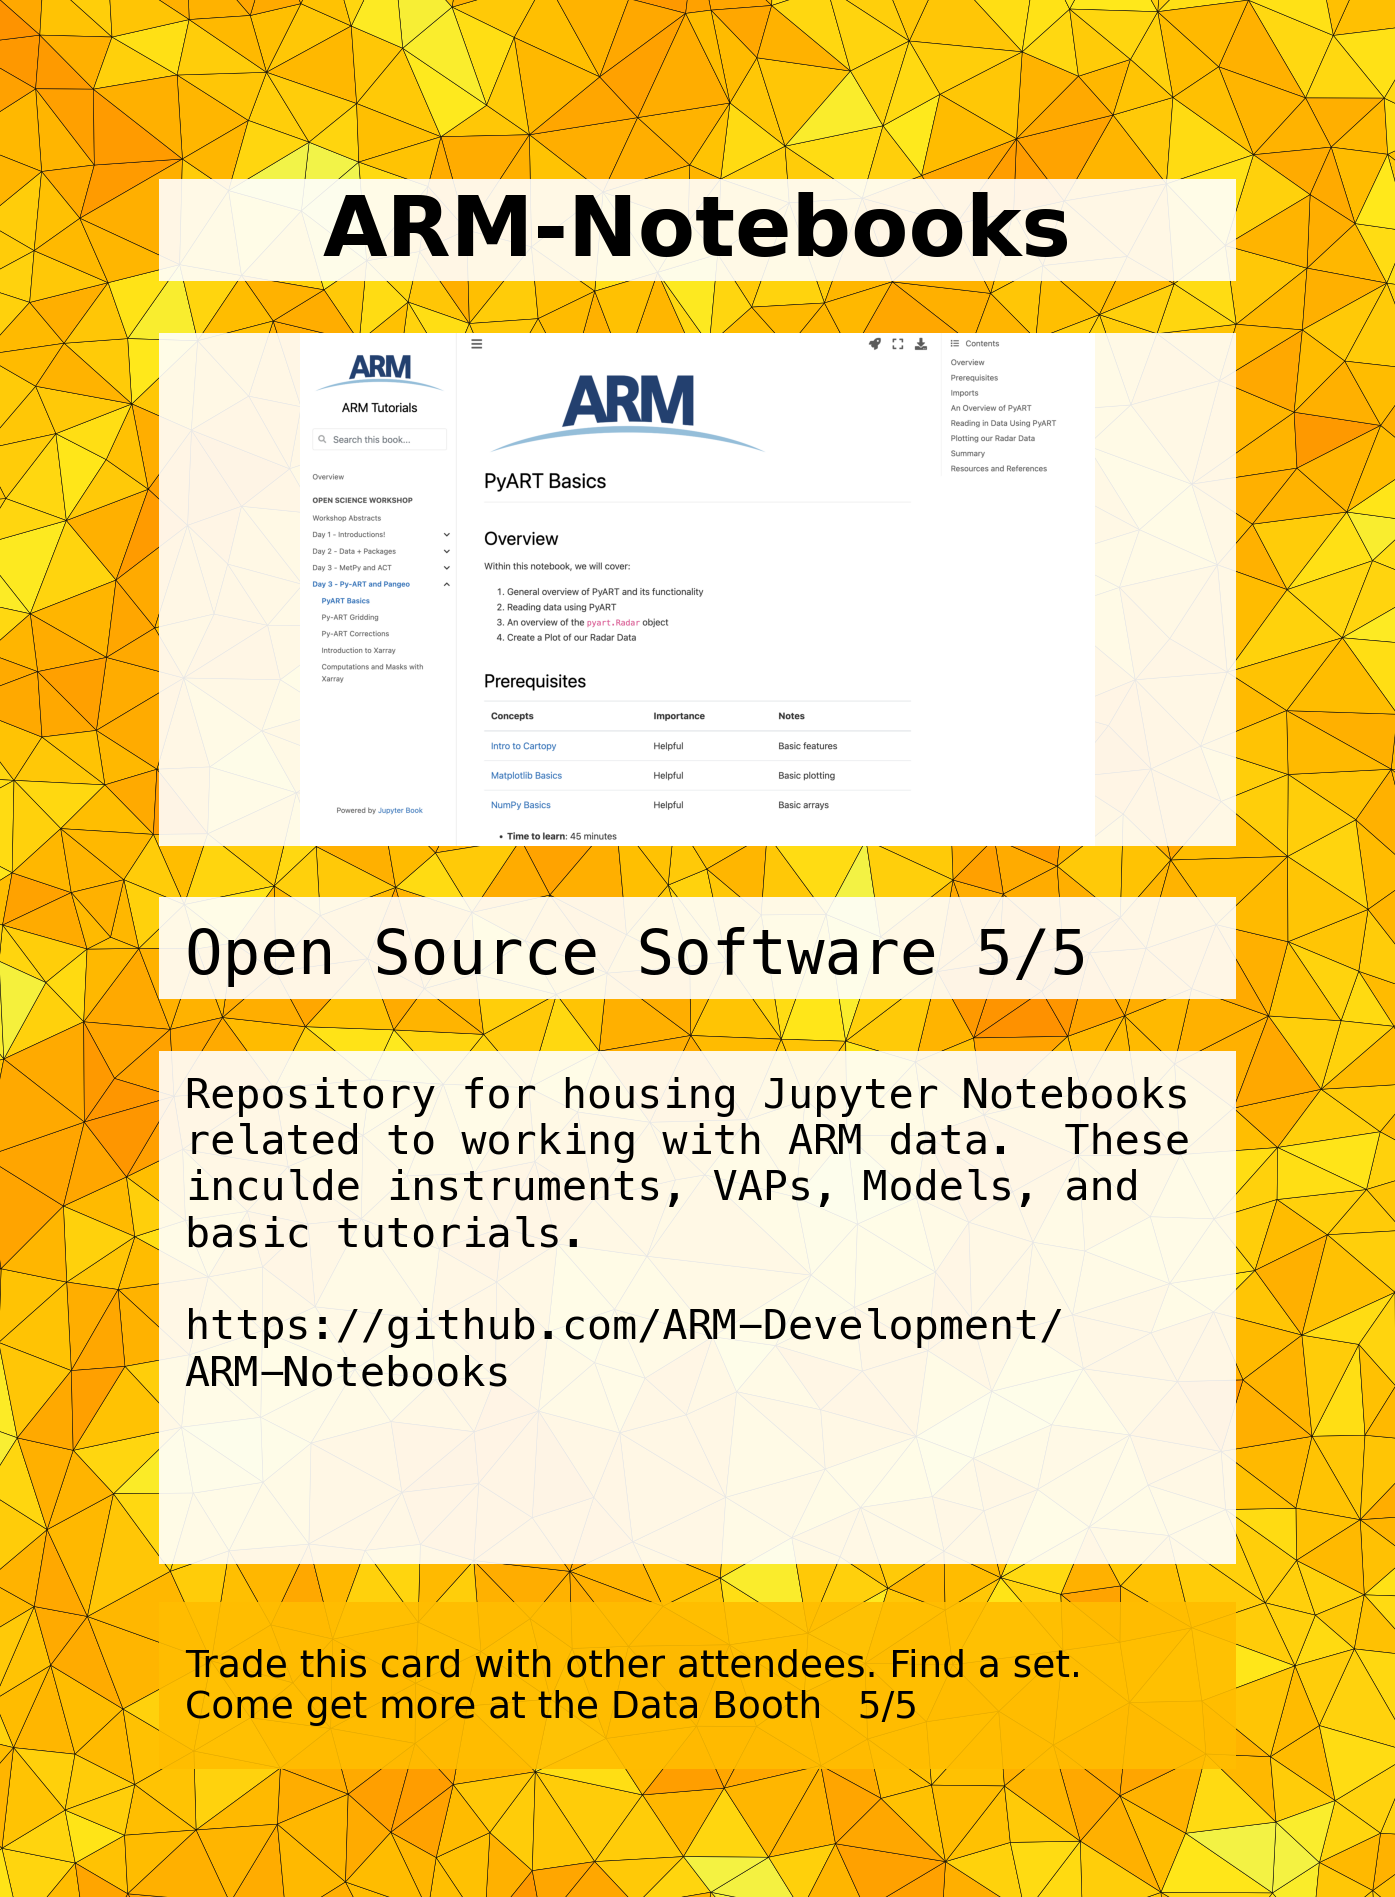 ARM-Notebooks
ARM
ARM Tutorials
Search this book...
Overview
OPEN SCIENCE WORKSHOP
Workshop Abstracts
Day 1 - Introductions!
Day 2 - Data + Packages
Day 3 - MetPy and ACT
Day 3 - Py-ART and Pangeo
PyART Basics
Py-ART Gridding
Py-ART Corrections
Introduction to Xarray
Computations and Masks with
Xarray
Powered by Jupyter Book
ARM
PyART Basics
Overview
Within this notebook, we will cover:
1. General overview of PyART and its functionality
2. Reading data using PyART
3. An overview of the pyart.Radar object
4. Create a Plot of our Radar Data
Prerequisites
Concepts Importance Notes
Intro to Cartopy Helpful Basic features
Matplotlib Basics Helpful Basic plotting
NumPy Basics Helpful Basic arrays
• Time to learn: 45 minutes
Contents
Overview
Prerequisites
Imports
An Overview of PyART
Reading in Data Using PyART
Plotting our Radar Data
Summary
Resources and References
Open Source Software 5/5
Repository for housing Jupyter Notebooks
related to working with ARM data.  These
inculde instruments, VAPs, Models, and
basic tutorials.
https://github.com/ARM–Development/
ARM–Notebooks
Trade this card with other attendees. Find a set.
Come get more at the Data Booth   5/5